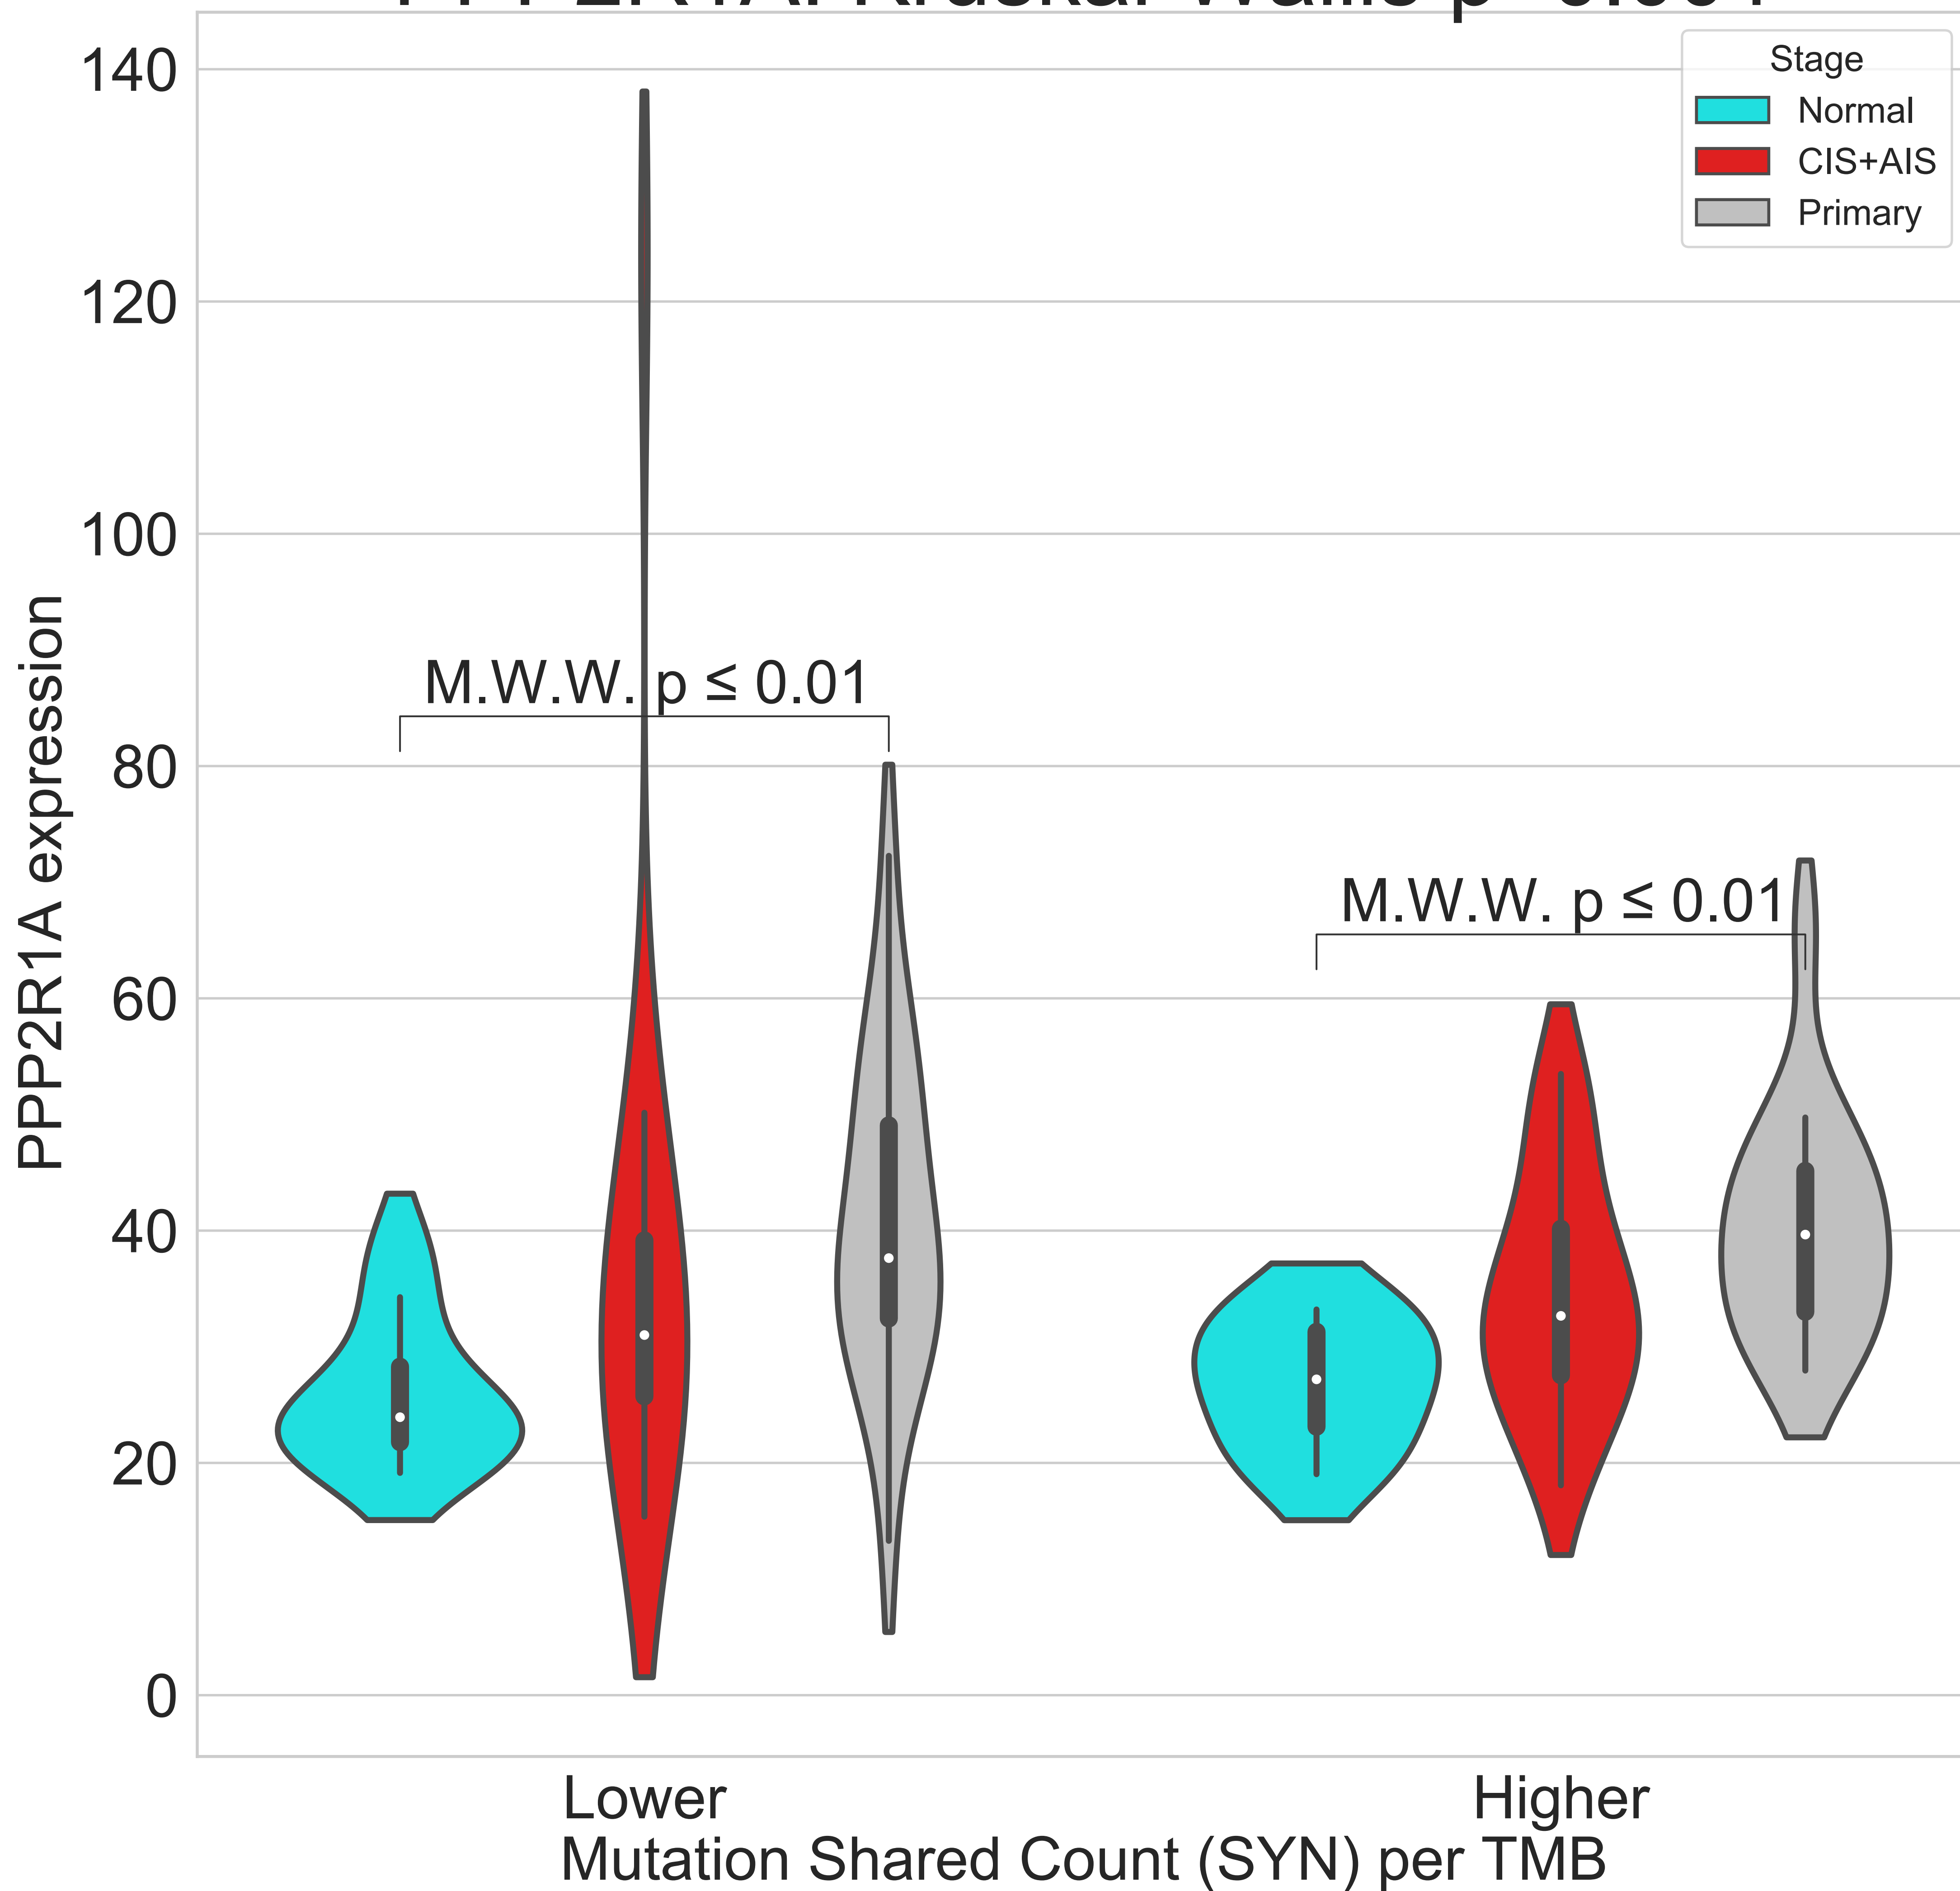 140
120
100
80
60
40
20
0
PPP2R1A expression
Stage
Normal
CIS+AIS
Primary
M.W.W. p ≤ 0.01
M.W.W. p ≤ 0.01
Lower
Higher
Mutation Shared Count (SYN) per TMB